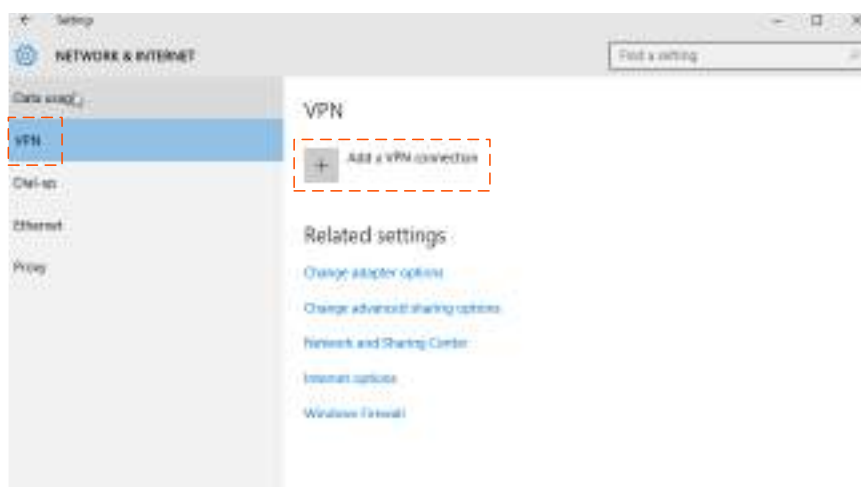 Settings
NETWORK & INTERNET
Find a setting
Data usage
VPN
Dial-up
Ethernet
Proxy
VPN
Add a VPN connection
Related settings
Change adapter options
Change advanced sharing options
Network and Sharing Center
Internet options
Windows Firewall